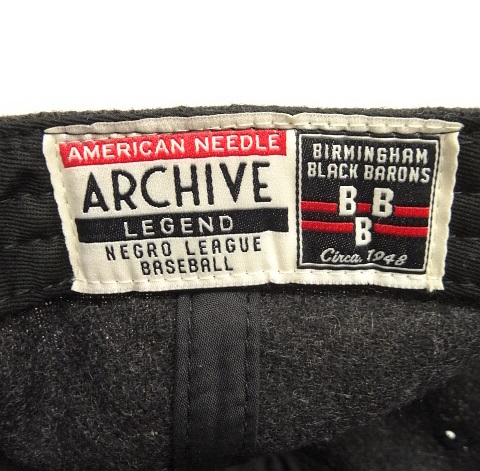 AMERICAN NEEDLE
ARCHIVE
LEGEND
NEGRO LEAGUE
BASEBALL
BIRMINGHAM
BLACK BARONS
B B
B
Circa. 1948